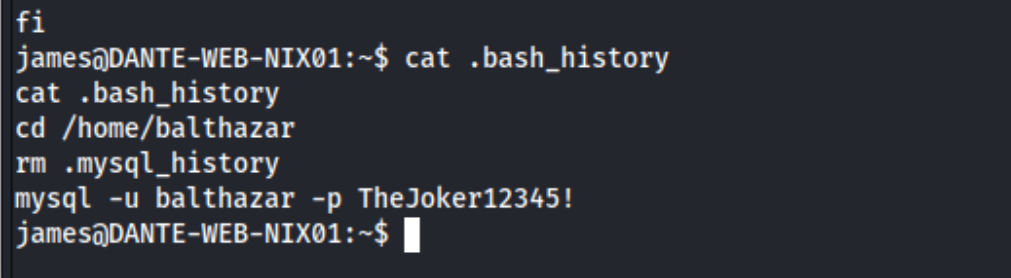 fi
james@DANTE-WEB-NIX01:~$ cat .bash_history
cat .bash_history
cd /home/balthazar
rm .mysql_history
mysql -u balthazar -p TheJoker12345!
james@DANTE-WEB-NIX01:~$